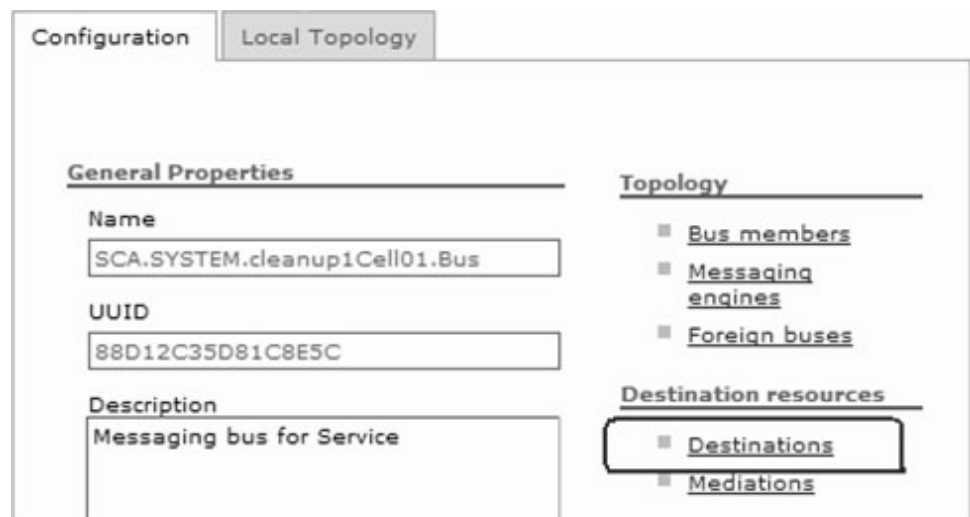 Configuration
Local Topology
General Properties
Name
SCA.SYSTEM.cleanup1Cell01.Bus
UUID
88D12C35D81C8E5C
Description
Messaging bus for Service
Topology
Bus members
Messaging
engines
Foreign buses
Destination resources
Destinations
Mediations